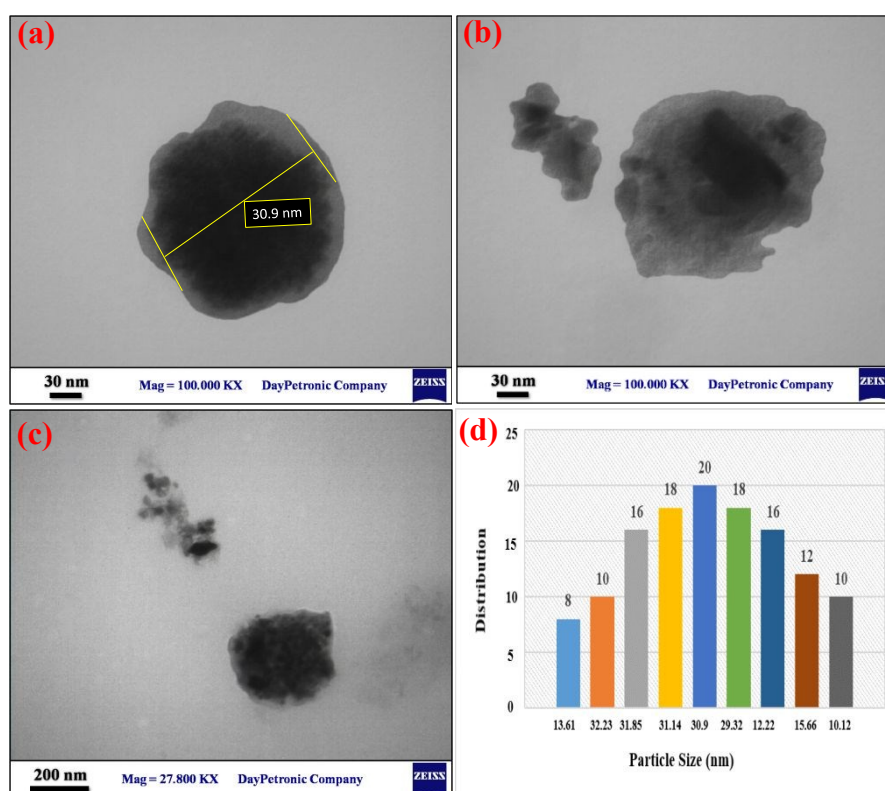 (a)
30.9 nm
30 nm
Mag = 100.000 KX DayPetronic Company
ZEISS
(b)
30 nm
Mag = 100.000 KX DayPetronic Company
ZEISS
(c)
200 nm
Mag = 27.800 KX DayPetronic Company
ZEISS
(d)
25
20
15
10
5
0
Distribution
8
10
16
18
20
18
16
12
10
13.61 32.23 31.85 31.14 30.9 29.32 12.22 15.66 10.12
Particle Size (nm)